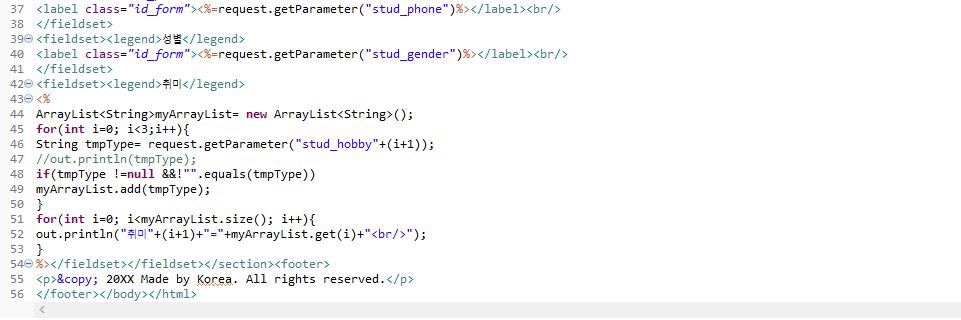 37 <label class="id_form"><%=request.getParameter("stud_phone")%></label><br/>
38 </fieldset>
39 <fieldset><legend>성별</legend>
40 <label class="id_form"><%=request.getParameter("stud_gender")%></label><br/>
41 </fieldset>
42 <fieldset><legend>취미</legend>
43 <%
44 ArrayList<String>myArrayList= new ArrayList<String>();
45 for(int i=0; i<3;i++){
46 String tmpType= request.getParameter("stud_hobby"+(i+1));
47 //out.println(tmpType);
48 if(tmpType !=null &&!"".equals(tmpType))
49 myArrayList.add(tmpType);
50 }
51 for(int i=0; i<myArrayList.size(); i++){
52 out.println("취미"+(i+1)+"="+myArrayList.get(i)+"<br/>");
53 }
54 %></fieldset></fieldset></section><footer>
55 <p>&copy; 20XX Made by Korea. All rights reserved.</p>
56 </footer></body></html>